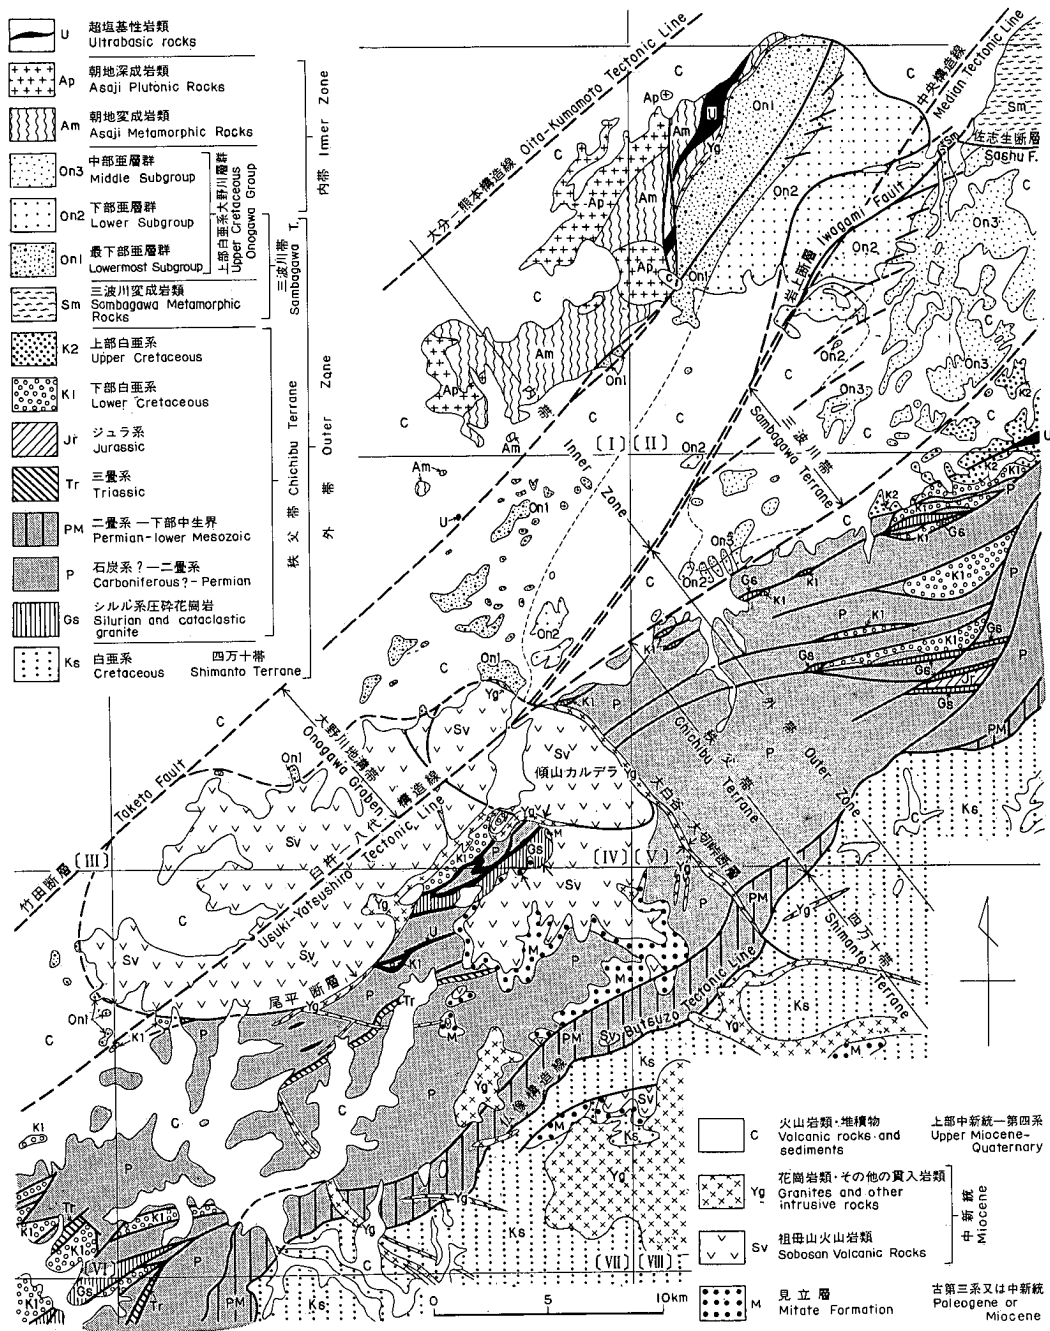 U 超塩基性岩類
Ultrabasic rocks
Ap 朝地深成岩類
Asaji Plutonic Rocks
Am 朝地変成岩類
Asaji Metamorphic Rocks
On3 中部亜層群
Middle Subgroup
On2 下部亜層群
Lower Subgroup
On1 最下部亜層群
Lowermost Subgroup
上部白亜系大野川層群
Upper Cretaceous
Onogawa Group
Sm 三波川変成岩類
Sambagawa Metamorphic
Rocks
K2 上部白亜系
Upper Cretaceous
K1 下部白亜系
Lower Cretaceous
Jr ジュラ系
Jurassic
Tr 三畳系
Triassic
PM 二畳系―下部中生界
Permian-lower Mesozoic
P 石炭系?―二畳系
Carboniferous?-Permian
Gs シルル系圧砕花崗岩
Silurian and cataclastic
granite
Ks 白亜系 四万十帯
Cretaceous Shimanto Terrane
内帯 Inner Zone
三波川帯
Sambagawa T.
秩父帯 Chichibu Terrane
外帯 Outer Zone
大分―熊本構造線 Oita-Kumamoto Tectonic Line
中央構造線
Median Tectonic Line
佐志生断層
Sashu F.
岩上断層 Iwagami Fault
三波川帯
Sambagawa Terrane
内帯
Inner Zone
[I] [II]
外帯 Outer Zone
秩父帯
Chichibu Terrane
大野川地溝帯
Onogawa Graben
臼杵―八代構造線
Usuki-Yatsushiro Tectonic Line
傾山カルデラ
大白谷
大切峠断層
竹田断層 Taketa Fault
[III]
[IV] [V]
尾平断層
四万十帯
Shimanto Terrane
仏像構造線
Butsuzo Tectonic Line
[VI]
[VII] [VIII]
0 5 10km
C 火山岩類・堆積物 上部中新統―第四系
Volcanic rocks and Upper Miocene-
sediments Quaternary
Yg 花崗岩類・その他の貫入岩類
Granites and other
intrusive rocks
Sv 祖母山火山岩類
Sobosan Volcanic Rocks
中新統
Miocene
M 見立層 古第三系又は中新統
Mitate Formation Paleogene or
Miocene